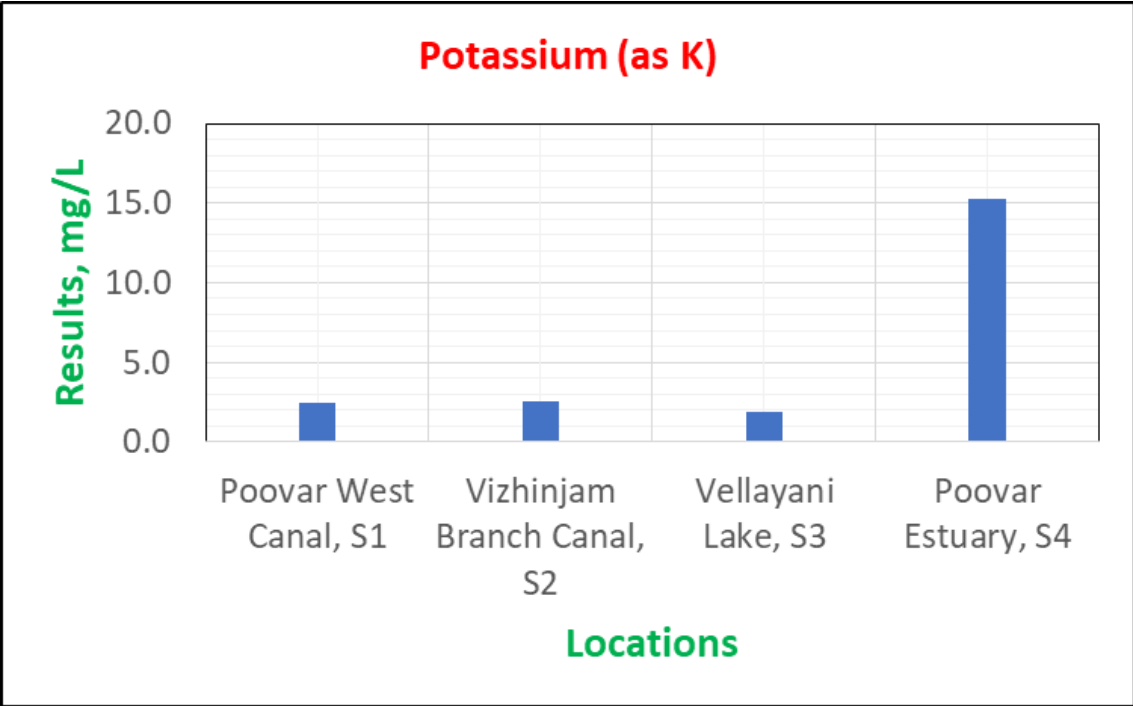 Potassium (as K)
Results, mg/L
20.0
15.0
10.0
5.0
0.0
Poovar West
Canal, S1
Vizhinjam
Branch Canal,
S2
Vellayani
Lake, S3
Poovar
Estuary, S4
Locations